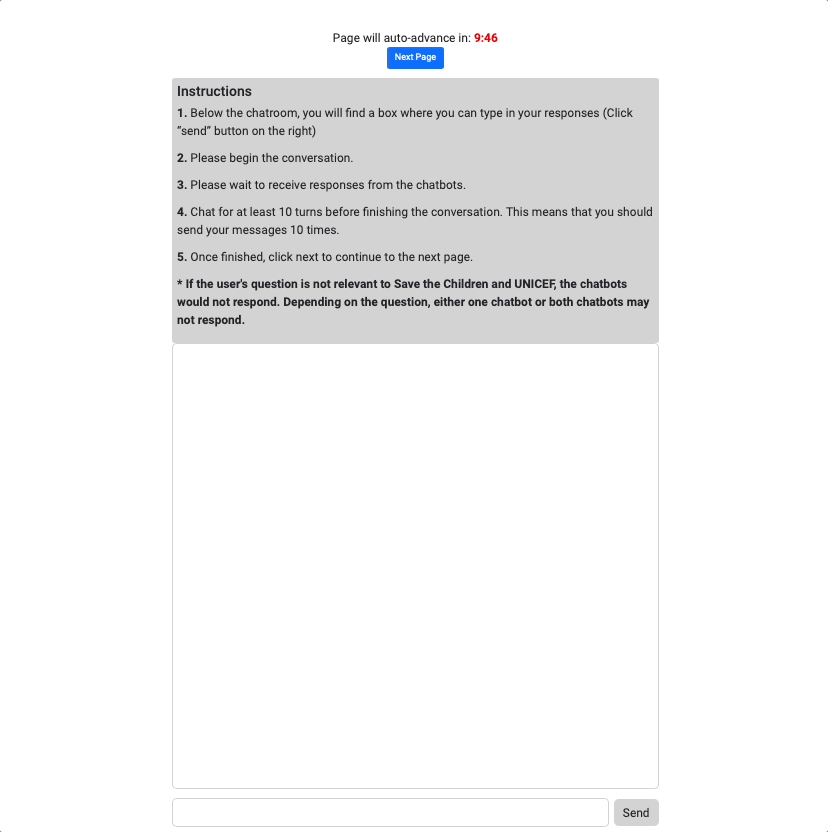 Page will auto-advance in: 9:46
Next Page
Instructions
1. Below the chatroom, you will find a box where you can type in your responses (Click
“send” button on the right)
2. Please begin the conversation.
3. Please wait to receive responses from the chatbots.
4. Chat for at least 10 turns before finishing the conversation. This means that you should
send your messages 10 times.
5. Once finished, click next to continue to the next page.
* If the user's question is not relevant to Save the Children and UNICEF, the chatbots
would not respond. Depending on the question, either one chatbot or both chatbots may
not respond.
Send